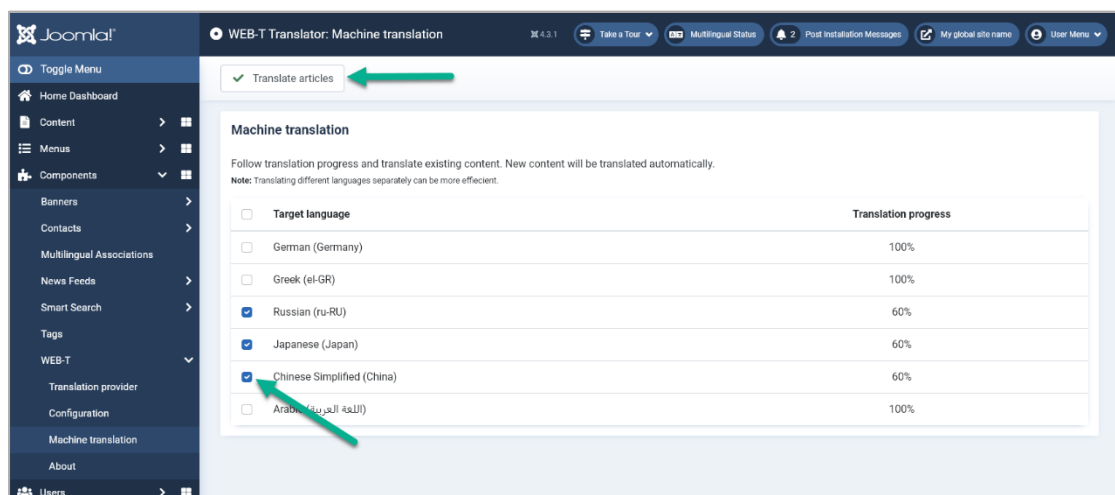 Joomla!®
WEB-T Translator: Machine translation
4.3.1
Take a Tour
Multilingual Status
2 Post Installation Messages
My global site name
User Menu
Toggle Menu
Home Dashboard
Content
Menus
Components
Banners
Contacts
Multilingual Associations
News Feeds
Smart Search
Tags
WEB-T
Translation provider
Configuration
Machine translation
About
Users
Translate articles
Machine translation
Follow translation progress and translate existing content. New content will be translated automatically.
Note: Translating different languages separately can be more effiecient.
Target language Translation progress
German (Germany) 100%
Greek (el-GR) 100%
Russian (ru-RU) 60%
Japanese (Japan) 60%
Chinese Simplified (China) 60%
Arabic (اللغة العربية) 100%